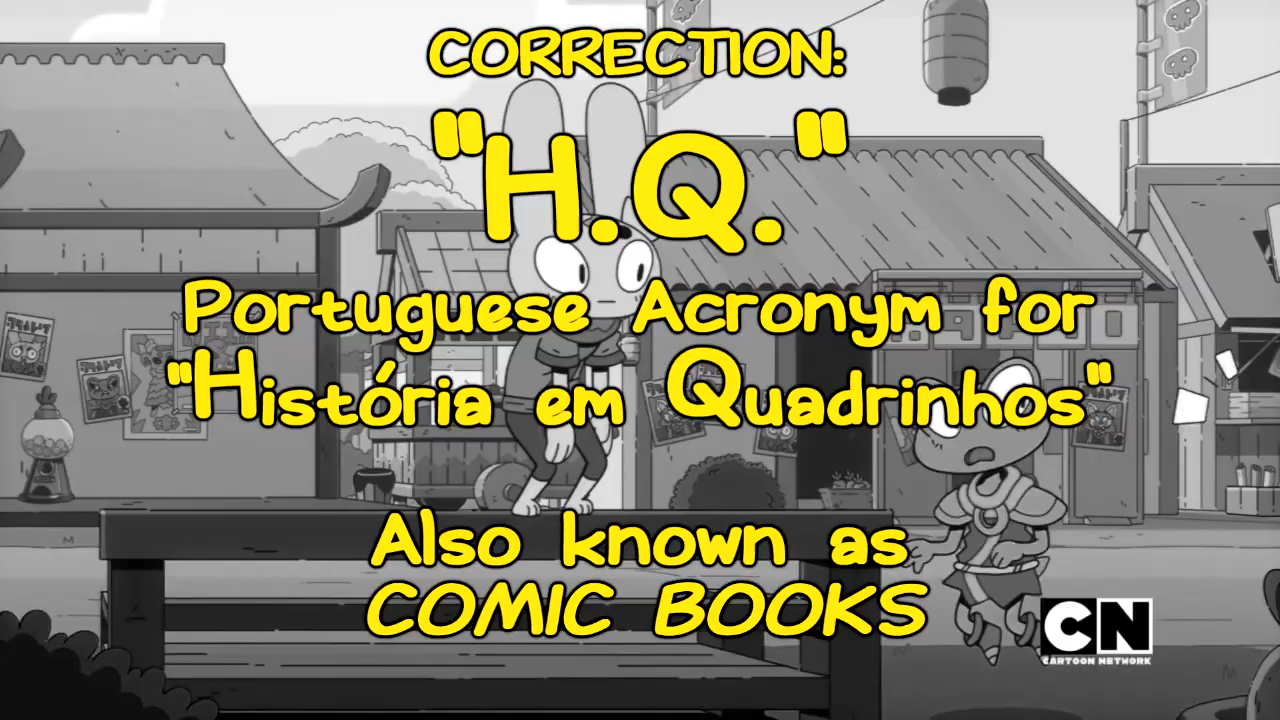 CORRECTION:
"H.Q."
Portuguese Acronym for
"História em Quadrinhos"
Also known as
COMIC BOOKS
CN
CARTOON NETWORK